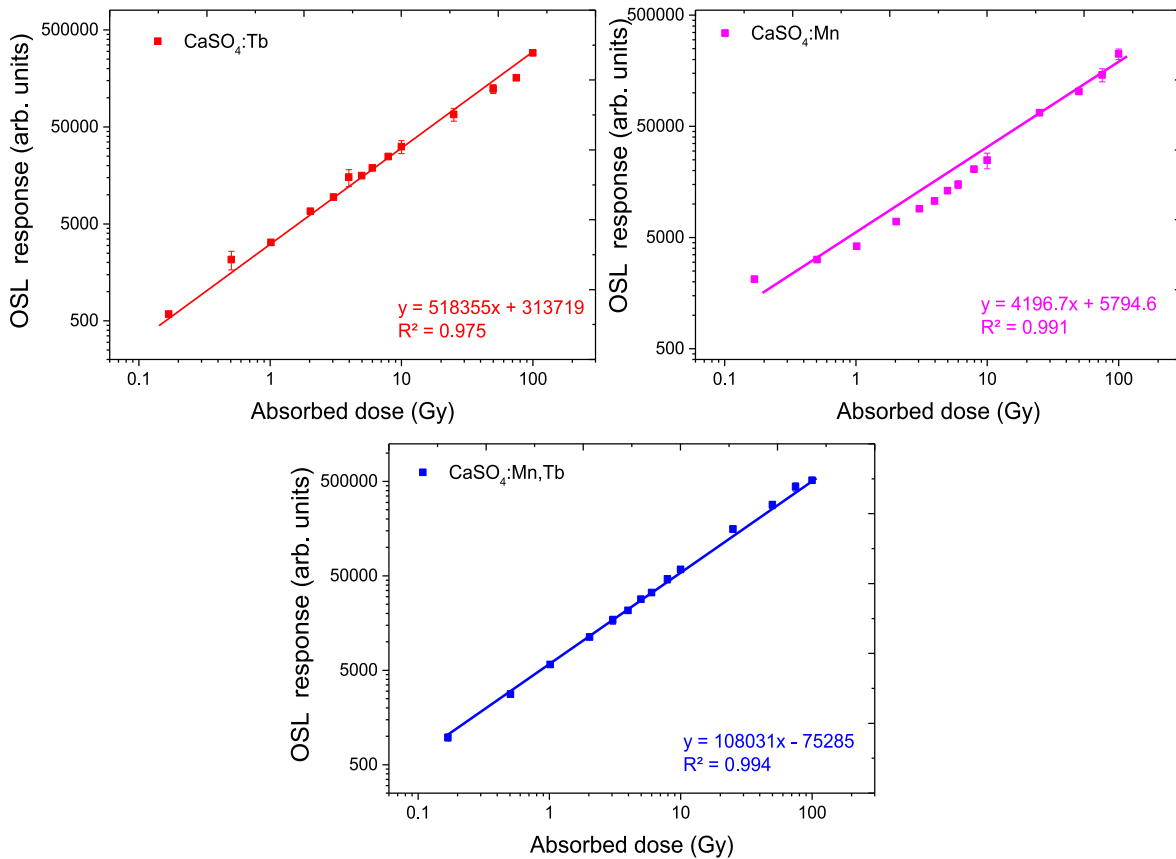 CaSO₄:Tb
OSL response (arb. units)
500000
50000
5000
500
y = 518355x + 313719
R² = 0.975
0.1 1 10 100
Absorbed dose (Gy)
CaSO₄:Mn
OSL response (arb. units)
500000
50000
5000
500
y = 4196.7x + 5794.6
R² = 0.991
0.1 1 10 100
Absorbed dose (Gy)
CaSO₄:Mn,Tb
OSL response (arb. units)
500000
50000
5000
500
y = 108031x - 75285
R² = 0.994
0.1 1 10 100
Absorbed dose (Gy)